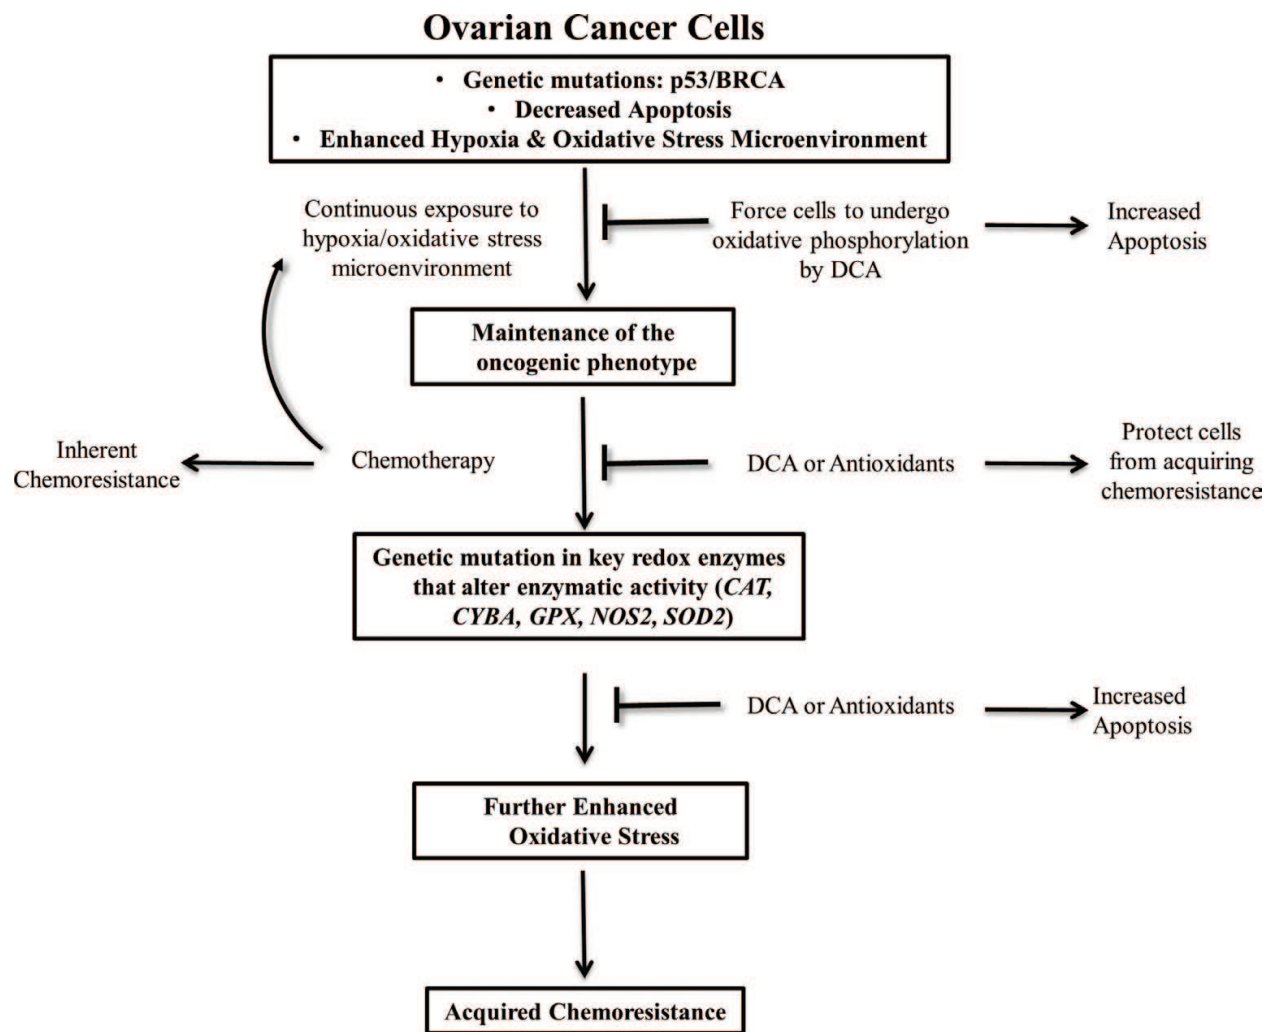 Ovarian Cancer Cells
• Genetic mutations: p53/BRCA
• Decreased Apoptosis
• Enhanced Hypoxia & Oxidative Stress Microenvironment
Continuous exposure to
hypoxia/oxidative stress
microenvironment
Force cells to undergo
oxidative phosphorylation
by DCA
Increased
Apoptosis
Maintenance of the
oncogenic phenotype
Inherent
Chemoresistance
Chemotherapy
DCA or Antioxidants
Protect cells
from acquiring
chemoresistance
Genetic mutation in key redox enzymes
that alter enzymatic activity (CAT,
CYBA, GPX, NOS2, SOD2)
DCA or Antioxidants
Increased
Apoptosis
Further Enhanced
Oxidative Stress
Acquired Chemoresistance